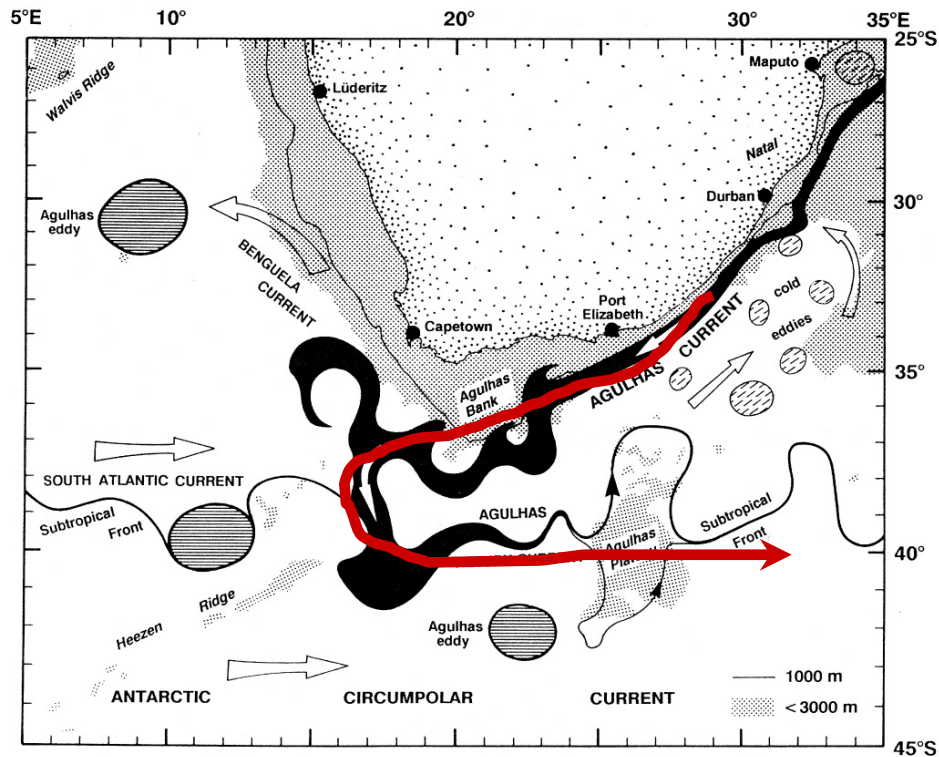 5°E 10° 20° 30° 35°E
25°S
Maputo
Walvis Ridge
Lüderitz
Natal
Durban
30°
Agulhas
eddy
BENGUELA
CURRENT
cold
eddies
Port
Elizabeth
Capetown
AGULHAS CURRENT
35°
Agulhas
Bank
SOUTH ATLANTIC CURRENT
Subtropical
Front
AGULHAS
Subtropical
Front
Agulhas
40°
Heezen Ridge
Agulhas
eddy
1000 m
< 3000 m
ANTARCTIC CIRCUMPOLAR CURRENT
45°S